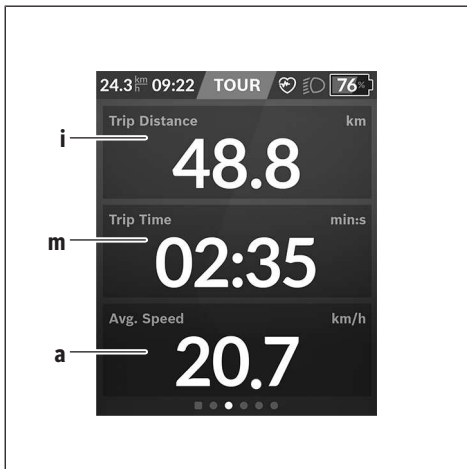 24.3 km/h 09:22 TOUR 76%
Trip Distance km
i
48.8
Trip Time min:s
m
02:35
Avg. Speed km/h
a
20.7